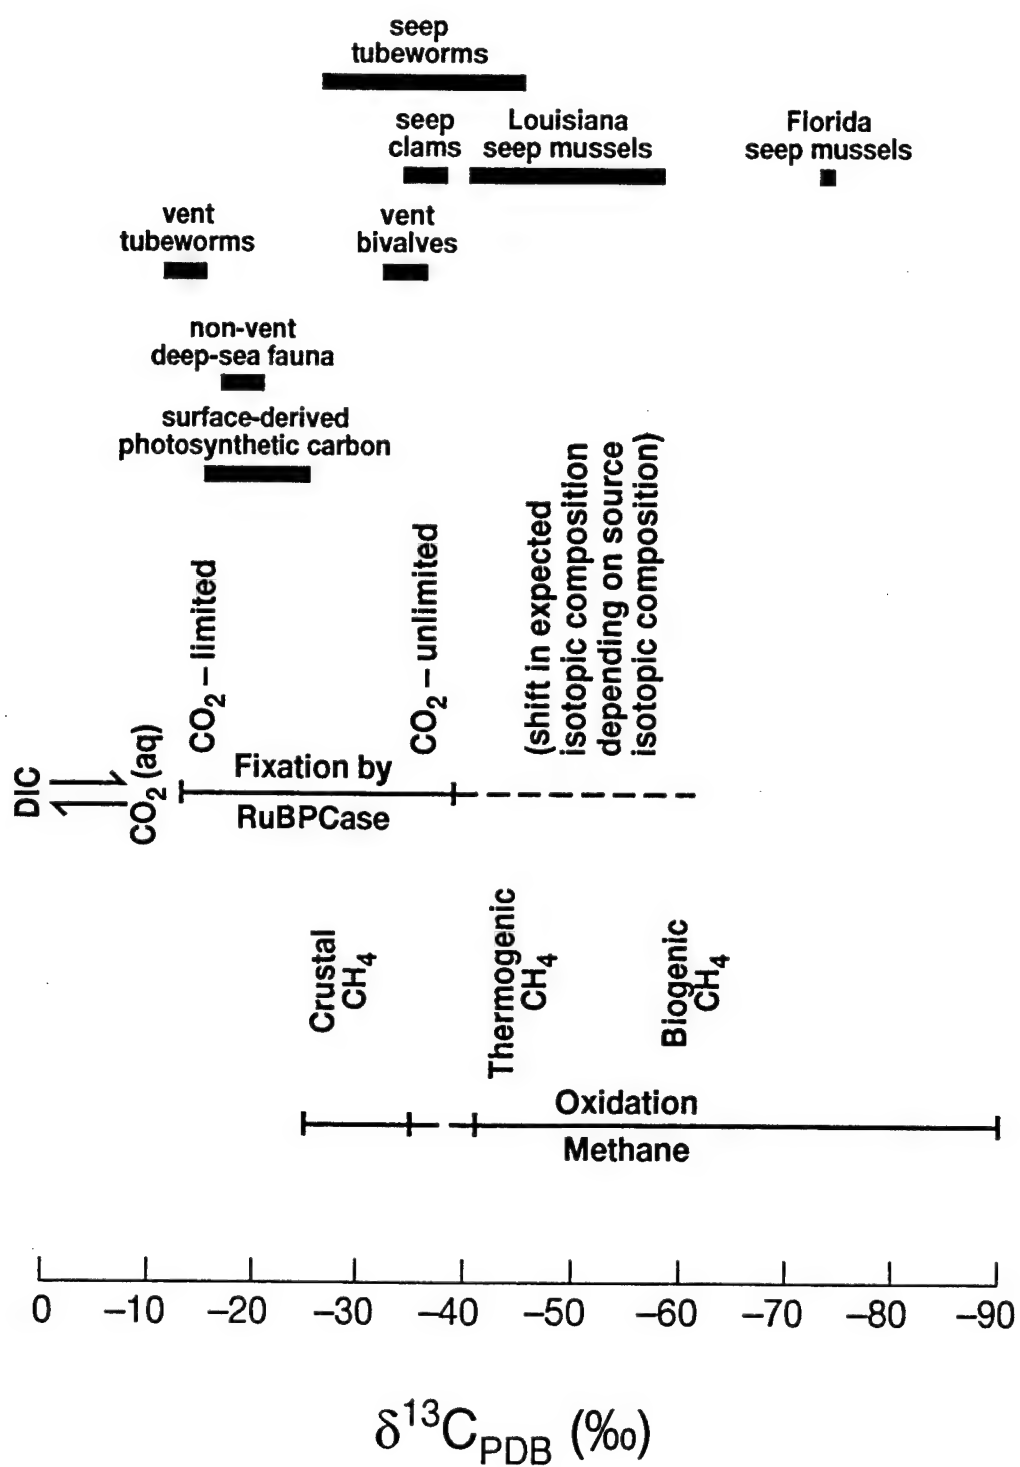 seep
tubeworms
seep
clams
Louisiana
seep mussels
Florida
seep mussels
vent
tubeworms
vent
bivalves
non-vent
deep-sea fauna
surface-derived
photosynthetic carbon
DIC
CO2 (aq)
CO2 – limited
CO2 – unlimited
(shift in expected
isotopic composition
depending on source
isotopic composition)
Fixation by
RuBPCase
Crustal
CH4
Thermogenic
CH4
Biogenic
CH4
Oxidation
Methane
0 –10 –20 –30 –40 –50 –60 –70 –80 –90
δ13CPDB (‰)